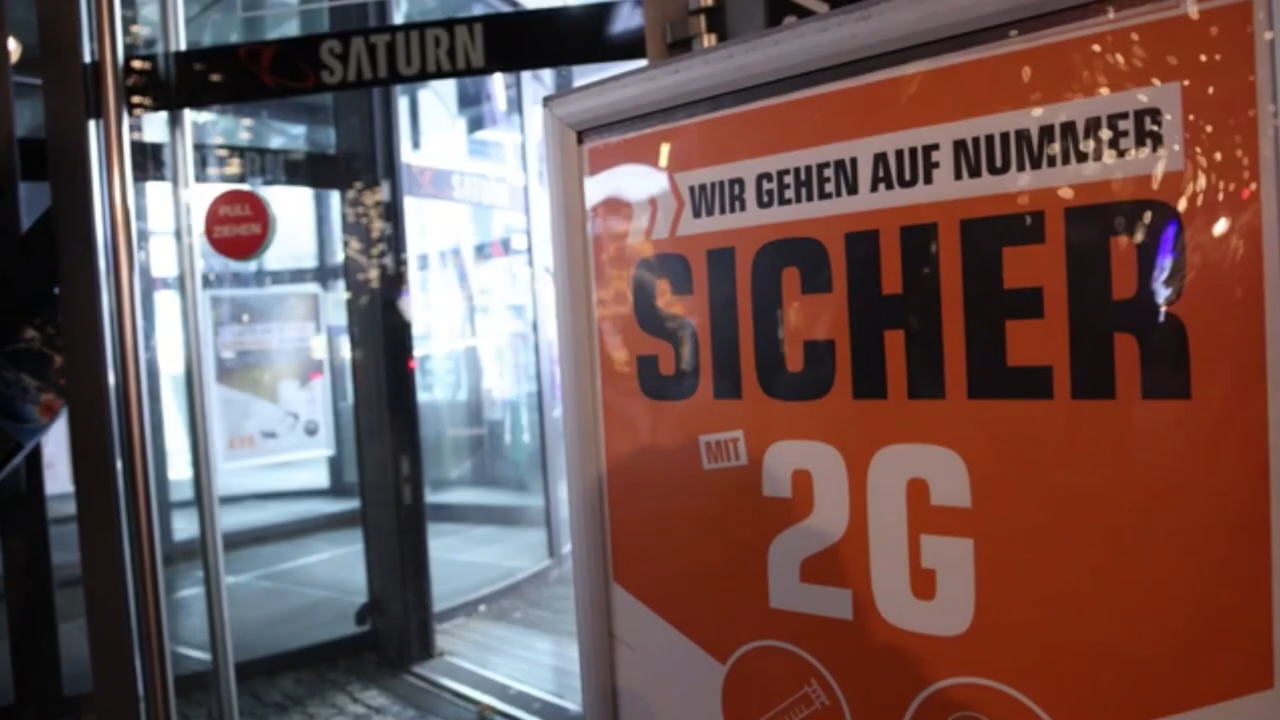 SATURN
PULL
ZIEHEN
WIR GEHEN AUF NUMMER
SICHER
MIT
2G